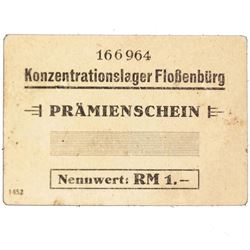 166964
Konzentrationslager Floßenbürg
PRÄMIENSCHEIN
Nennwert: RM 1.-
1452